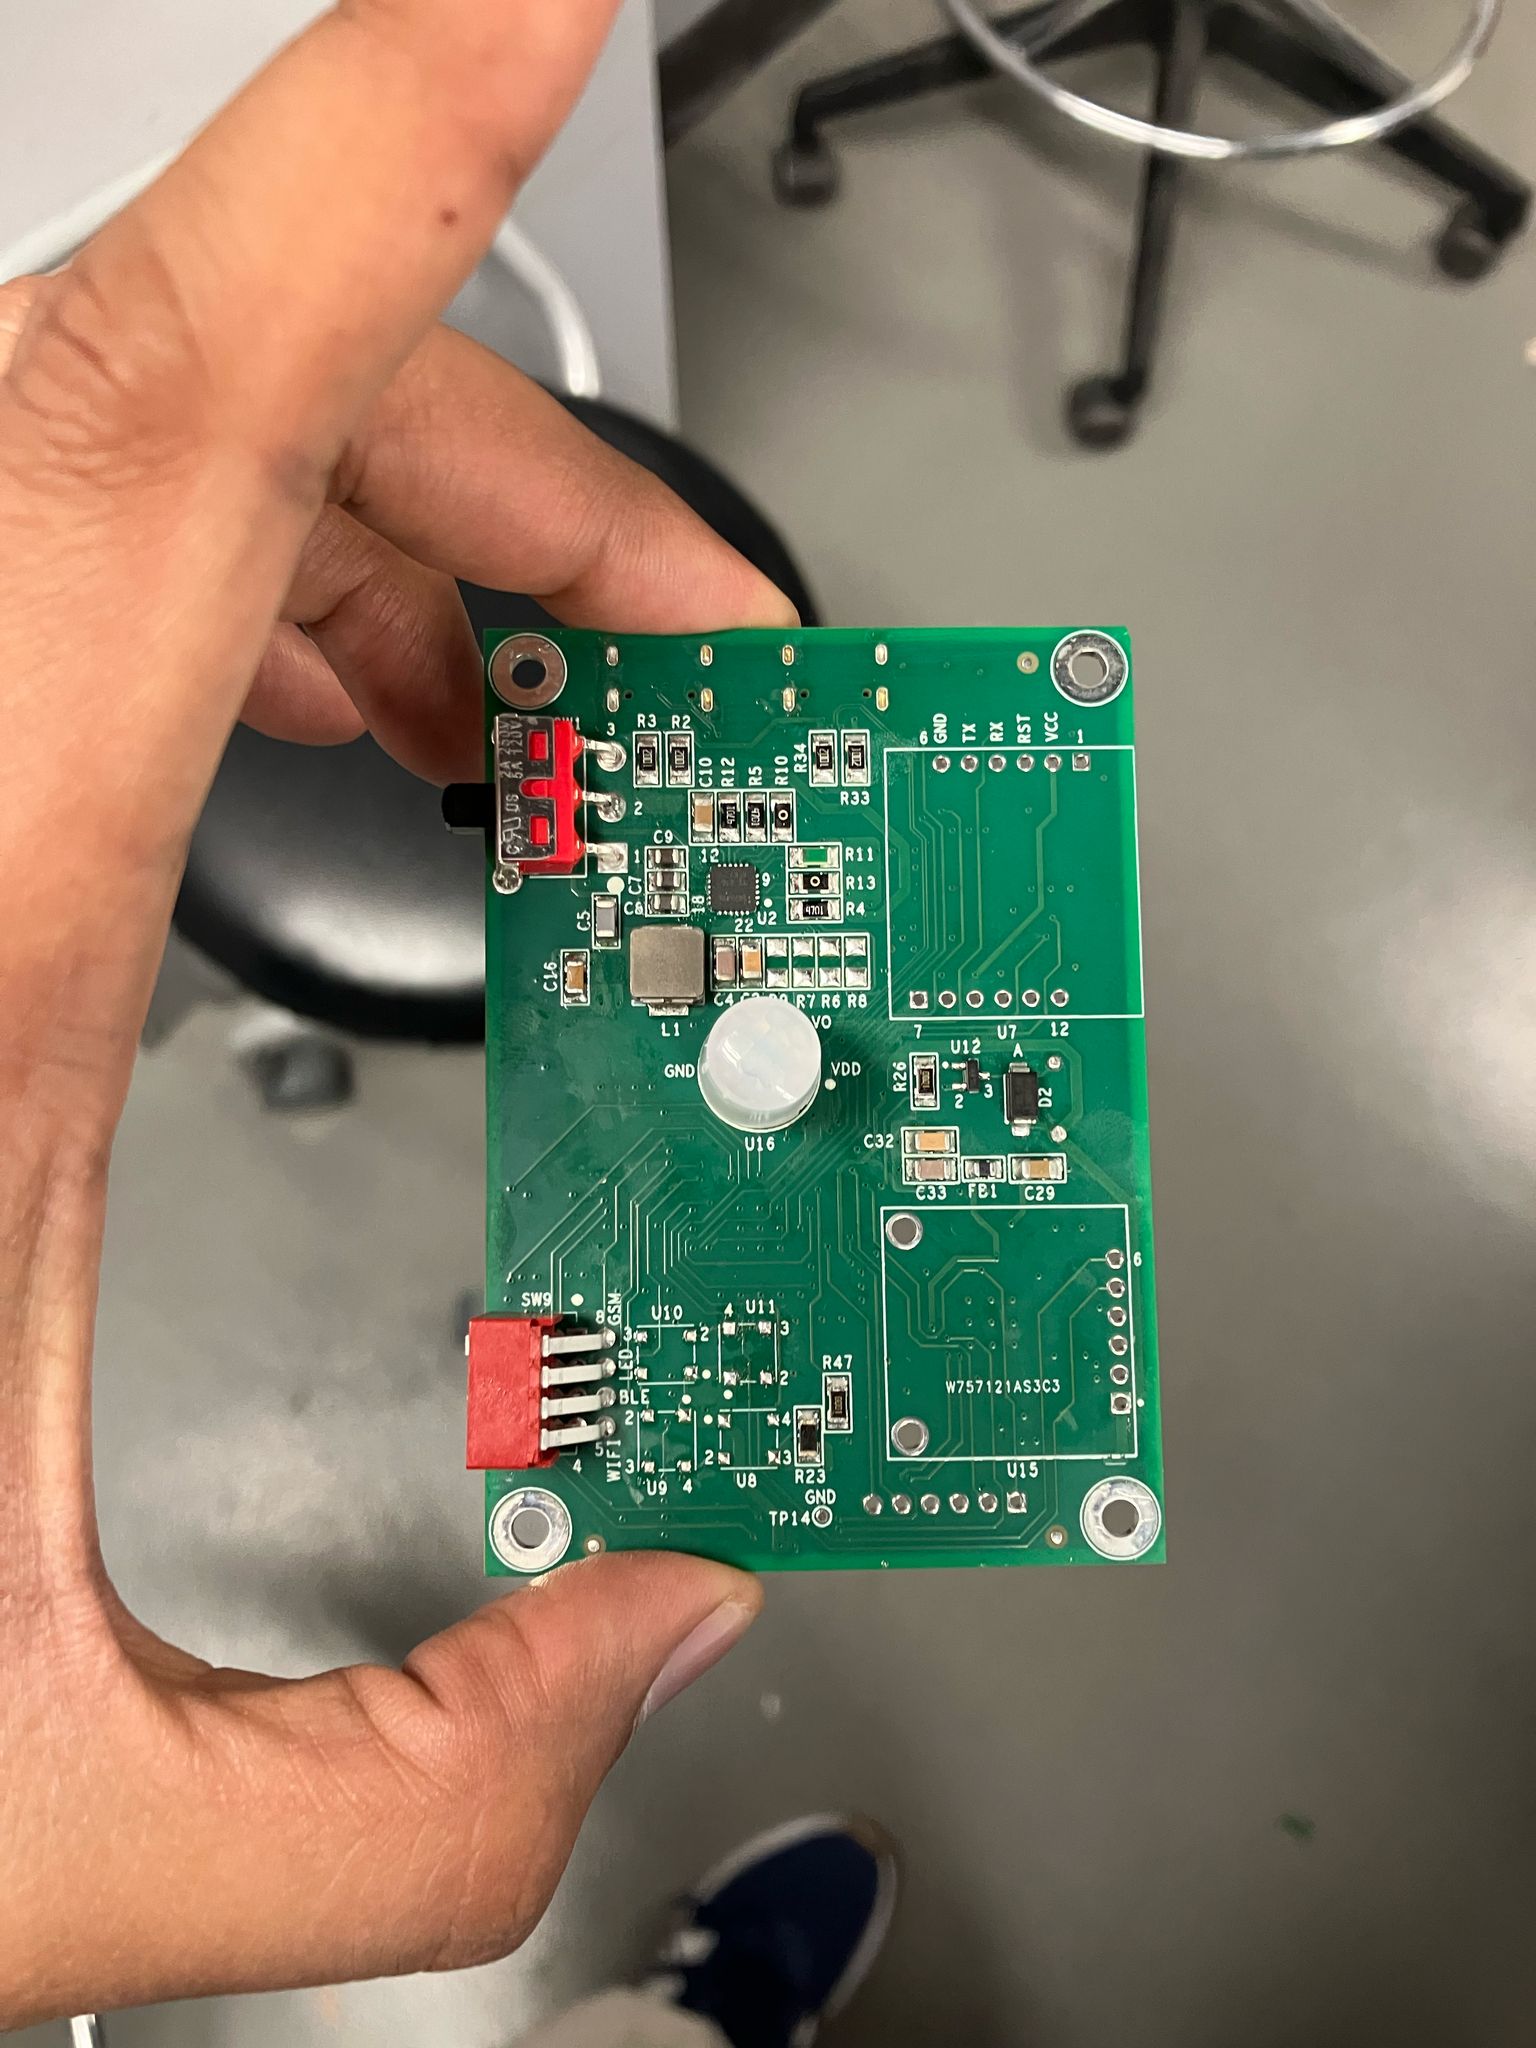 3
R3
R2
C10
R12
R5
R10
R34
R33
6
GND
TX
RX
RST
VCC
1
2
1
C9
C7
C6
12
9
18
22
U2
R11
R13
R4
4701
C5
C16
L1
C4
R7
R6
R8
VO
GND
VDD
U16
7
U7
12
R26
U12
A
2
3
D2
C32
C33
FB1
C29
6
W757121AS3C3
U15
SW9
8
GSM
LED
BLE
WIFI
5
4
3
U10
2
4
U11
3
2
2
3
U9
4
4
2
U8
3
R47
R23
GND
TP14